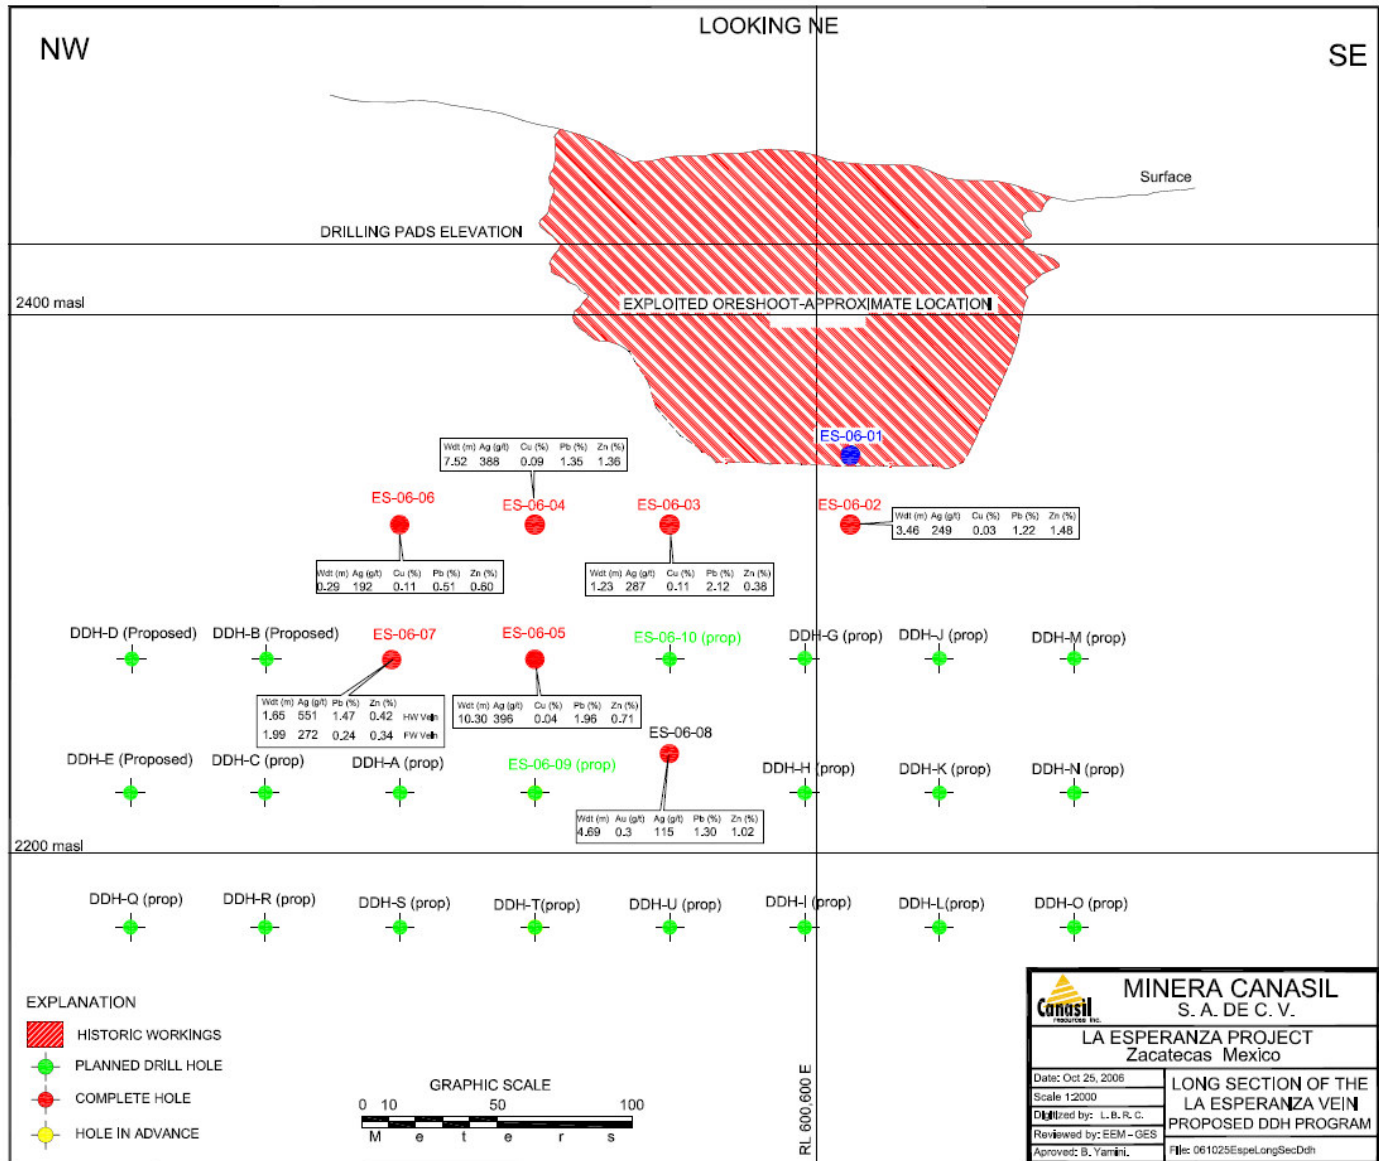 LOOKING NE
NW
SE
Surface
DRILLING PADS ELEVATION
2400 masl
EXPLOITED ORESHOOT-APPROXIMATE LOCATION
ES-06-01
Wdt (m) Ag (g/t) Cu (%) Pb (%) Zn (%)
7.52 388 0.09 1.35 1.36
ES-06-06
ES-06-04
ES-06-03
ES-06-02
Wdt (m) Ag (g/t) Cu (%) Pb (%) Zn (%)
3.46 249 0.03 1.22 1.48
Wdt (m) Ag (g/t) Cu (%) Pb (%) Zn (%)
0.29 192 0.11 0.51 0.60
Wdt (m) Ag (g/t) Cu (%) Pb (%) Zn (%)
1.23 287 0.11 2.12 0.38
DDH-D (Proposed)
DDH-B (Proposed)
ES-06-07
ES-06-05
ES-06-10 (prop)
DDH-G (prop)
DDH-J (prop)
DDH-M (prop)
Wdt (m) Ag (g/t) Pb (%) Zn (%)
1.65 551 1.47 0.42 HW Vein
1.99 272 0.24 0.34 FW Vein
Wdt (m) Ag (g/t) Cu (%) Pb (%) Zn (%)
10.30 396 0.04 1.96 0.71
ES-06-08
DDH-E (Proposed)
DDH-C (prop)
DDH-A (prop)
ES-06-09 (prop)
DDH-H (prop)
DDH-K (prop)
DDH-N (prop)
Wdt (m) Au (g/t) Ag (g/t) Pb (%) Zn (%)
4.69 0.3 115 1.30 1.02
2200 masl
DDH-Q (prop)
DDH-R (prop)
DDH-S (prop)
DDH-T(prop)
DDH-U (prop)
DDH-I (prop)
DDH-L(prop)
DDH-O (prop)
EXPLANATION
HISTORIC WORKINGS
PLANNED DRILL HOLE
COMPLETE HOLE
HOLE IN ADVANCE
GRAPHIC SCALE
0 10 50 100
Meters
RL 600,600 E
Canasil
resources inc.
MINERA CANASIL
S. A. DE C. V.
LA ESPERANZA PROJECT
Zacatecas Mexico
Date: Oct 25, 2006
Scale 1:2000
Digitized by: L. B. R. C.
Reviewed by: EEM - GES
Aproved: B. Yamini.
LONG SECTION OF THE
LA ESPERANZA VEIN
PROPOSED DDH PROGRAM
File: 061025EspeLongSecDdh